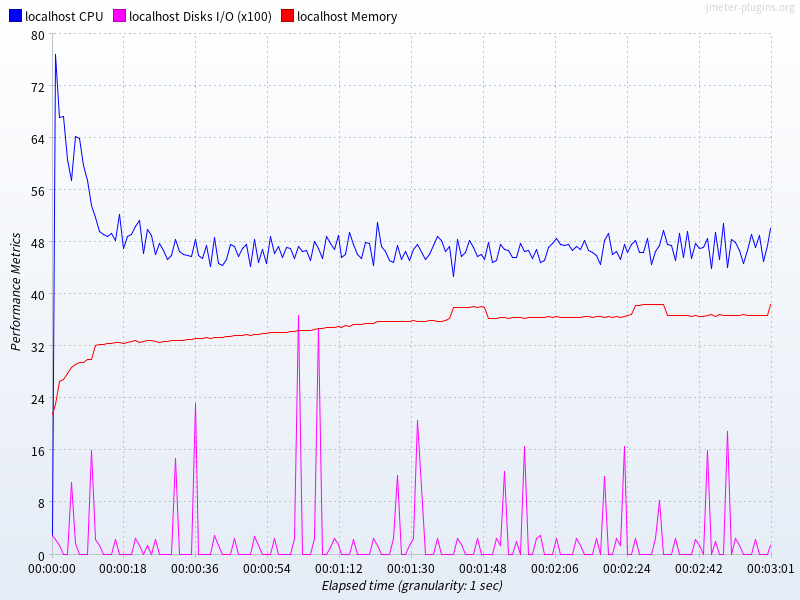 jmeter-plugins.org
localhost CPU localhost Disks I/O (x100) localhost Memory
80
72
64
56
48
40
32
24
16
8
0
Performance Metrics
00:00:00 00:00:18 00:00:36 00:00:54 00:01:12 00:01:30 00:01:48 00:02:06 00:02:24 00:02:42 00:03:01
Elapsed time (granularity: 1 sec)